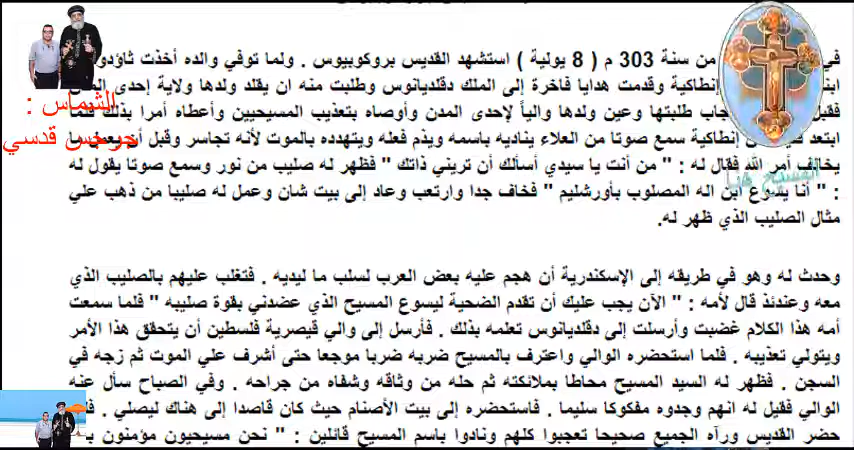 في من سنة 303 م ( 8 يولية ) استشهد القديس بروكوبيوس . ولما توفي والده أخذت
إنطاكية وقدمت هدايا فاخرة إلى الملك دقلديانوس وطلبت منه ان يقلد ولدها ولاية إحدى
طلبتها وعين ولدها والياً لإحدى المدن وأوصاه بتعذيب المسيحيين وأعطاه أمرا بذلك
ابتعد إنطاكية سمع صوتا من العلاء يناديه باسمه ويذم فعله ويتهدده بالموت لأنه تجاسر وقبل
يخالف أمر الله فقال له : " من أنت يا سيدي أسألك أن تريني ذاتك " فظهر له صليب من نور وسمع صوتا يقول له
: " أنا يسوع ابن اله المصلوب بأورشليم " فخاف جدا وارتعب وعاد إلى بيت شان وعمل له صليبا من ذهب علي
مثال الصليب الذي ظهر له.
الشماس :
جرجس قدسي
المسيح هنا
وحدث له وهو في طريقه إلى الإسكندرية أن هجم عليه بعض العرب لسلب ما لديه . فتغلب عليهم بالصليب الذي
معه وعندئذ قال لأمه : " الآن يجب عليك أن تقدم الضحية ليسوع المسيح الذي عضدني بقوة صليبه " فلما سمعت
أمه هذا الكلام غضبت وأرسلت إلى دقلديانوس تعلمه بذلك . فأرسل إلى والي قيصرية فلسطين أن يتحقق هذا الأمر
ويتولي تعذيبه . فلما استحضره الوالي واعترف بالمسيح ضربه ضربا موجعا حتى أشرف علي الموت ثم زجه في
السجن . فظهر له السيد المسيح محاطا بملائكته ثم حله من وثاقه وشفاه من جراحه . وفي الصباح سأل عنه
الوالي فقيل له انهم وجدوه مفكوكا سليما . فاستحضره إلى بيت الأصنام حيث كان قاصدا إلى هناك ليصلي .
حضر القديس ورآه الجميع صحيحا تعجبوا كلهم ونادوا باسم المسيح قائلين : " نحن مسيحيون مؤمنون